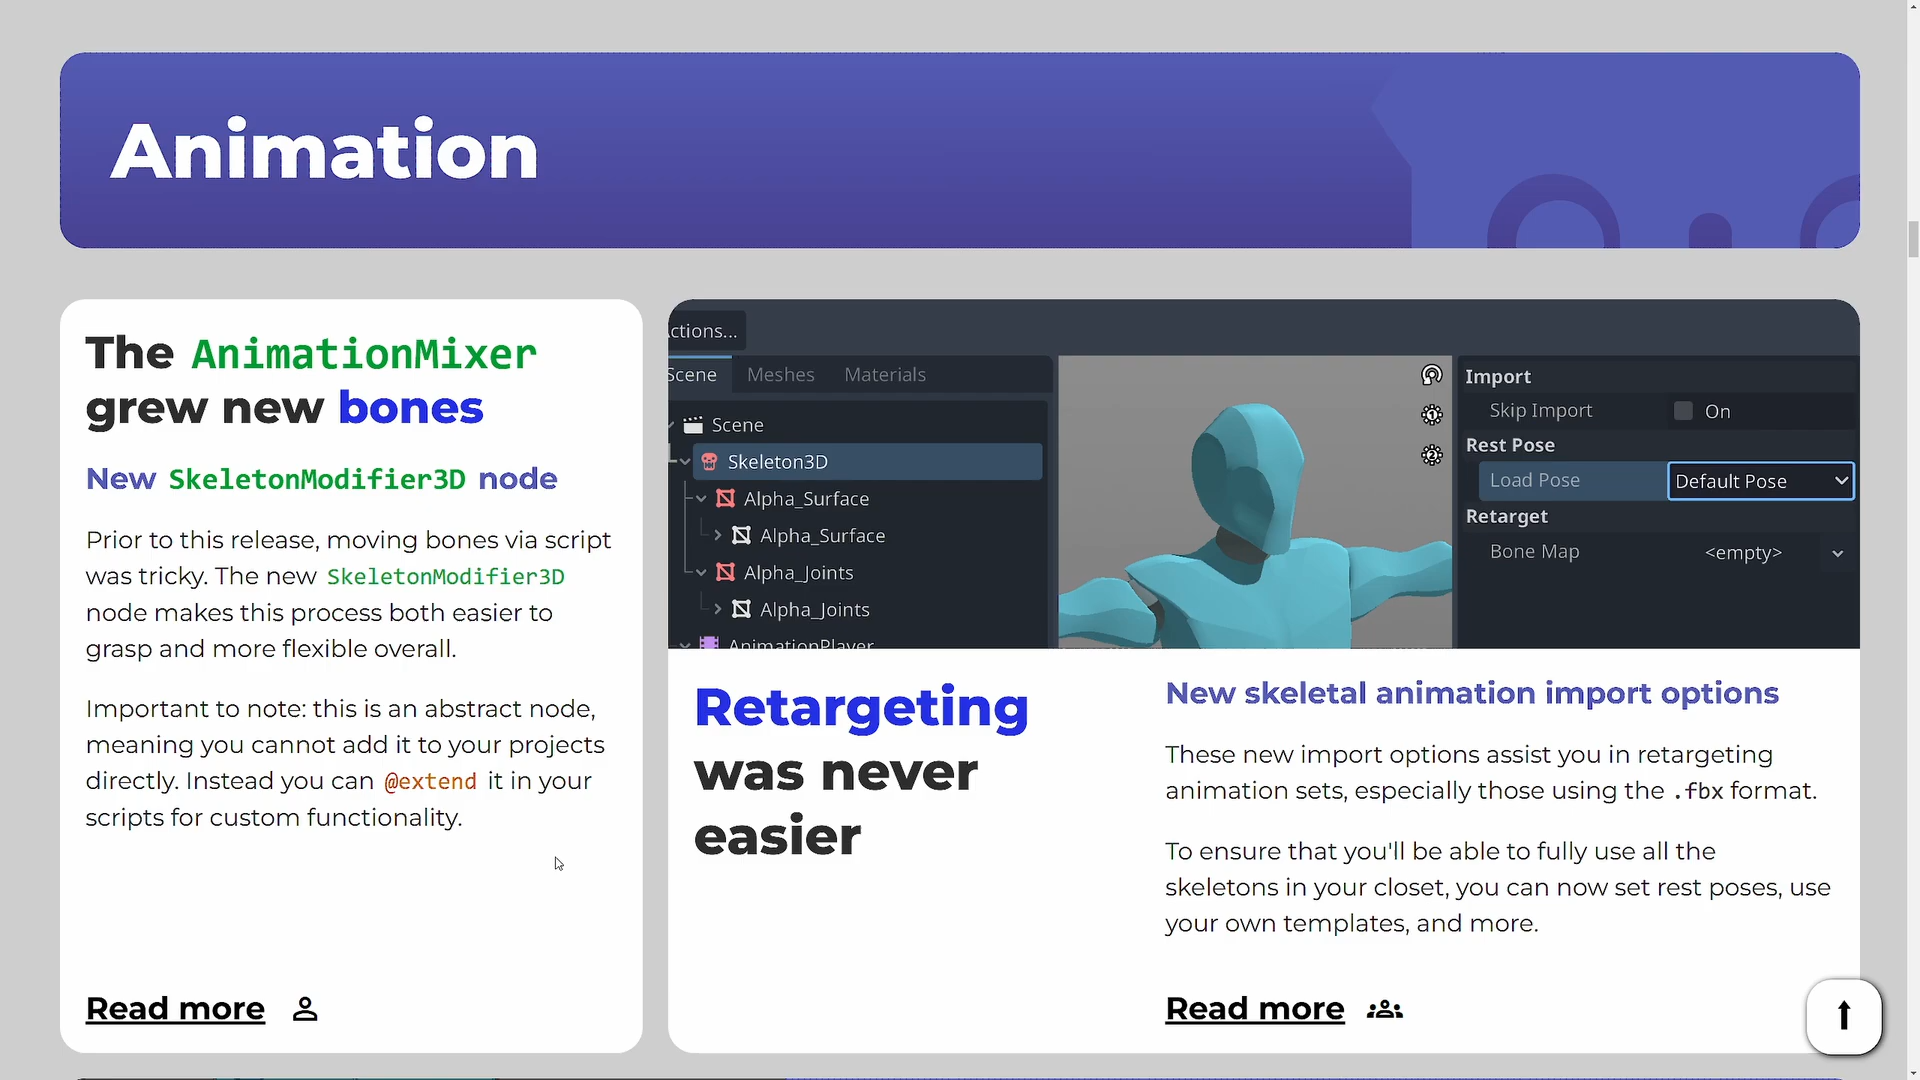 Animation
The AnimationMixer
grew new bones
New SkeletonModifier3D node
Prior to this release, moving bones via script
was tricky. The new SkeletonModifier3D
node makes this process both easier to
grasp and more flexible overall.
Important to note: this is an abstract node,
meaning you cannot add it to your projects
directly. Instead you can @extend it in your
scripts for custom functionality.
Read more
ctions...
Scene Meshes Materials
Scene
Skeleton3D
Alpha_Surface
Alpha_Surface
Alpha_Joints
Alpha_Joints
AnimationPlayer
1
2
Import
Skip Import On
Rest Pose
Load Pose Default Pose
Retarget
Bone Map <empty>
Retargeting
was never
easier
New skeletal animation import options
These new import options assist you in retargeting
animation sets, especially those using the .fbx format.
To ensure that you'll be able to fully use all the
skeletons in your closet, you can now set rest poses, use
your own templates, and more.
Read more